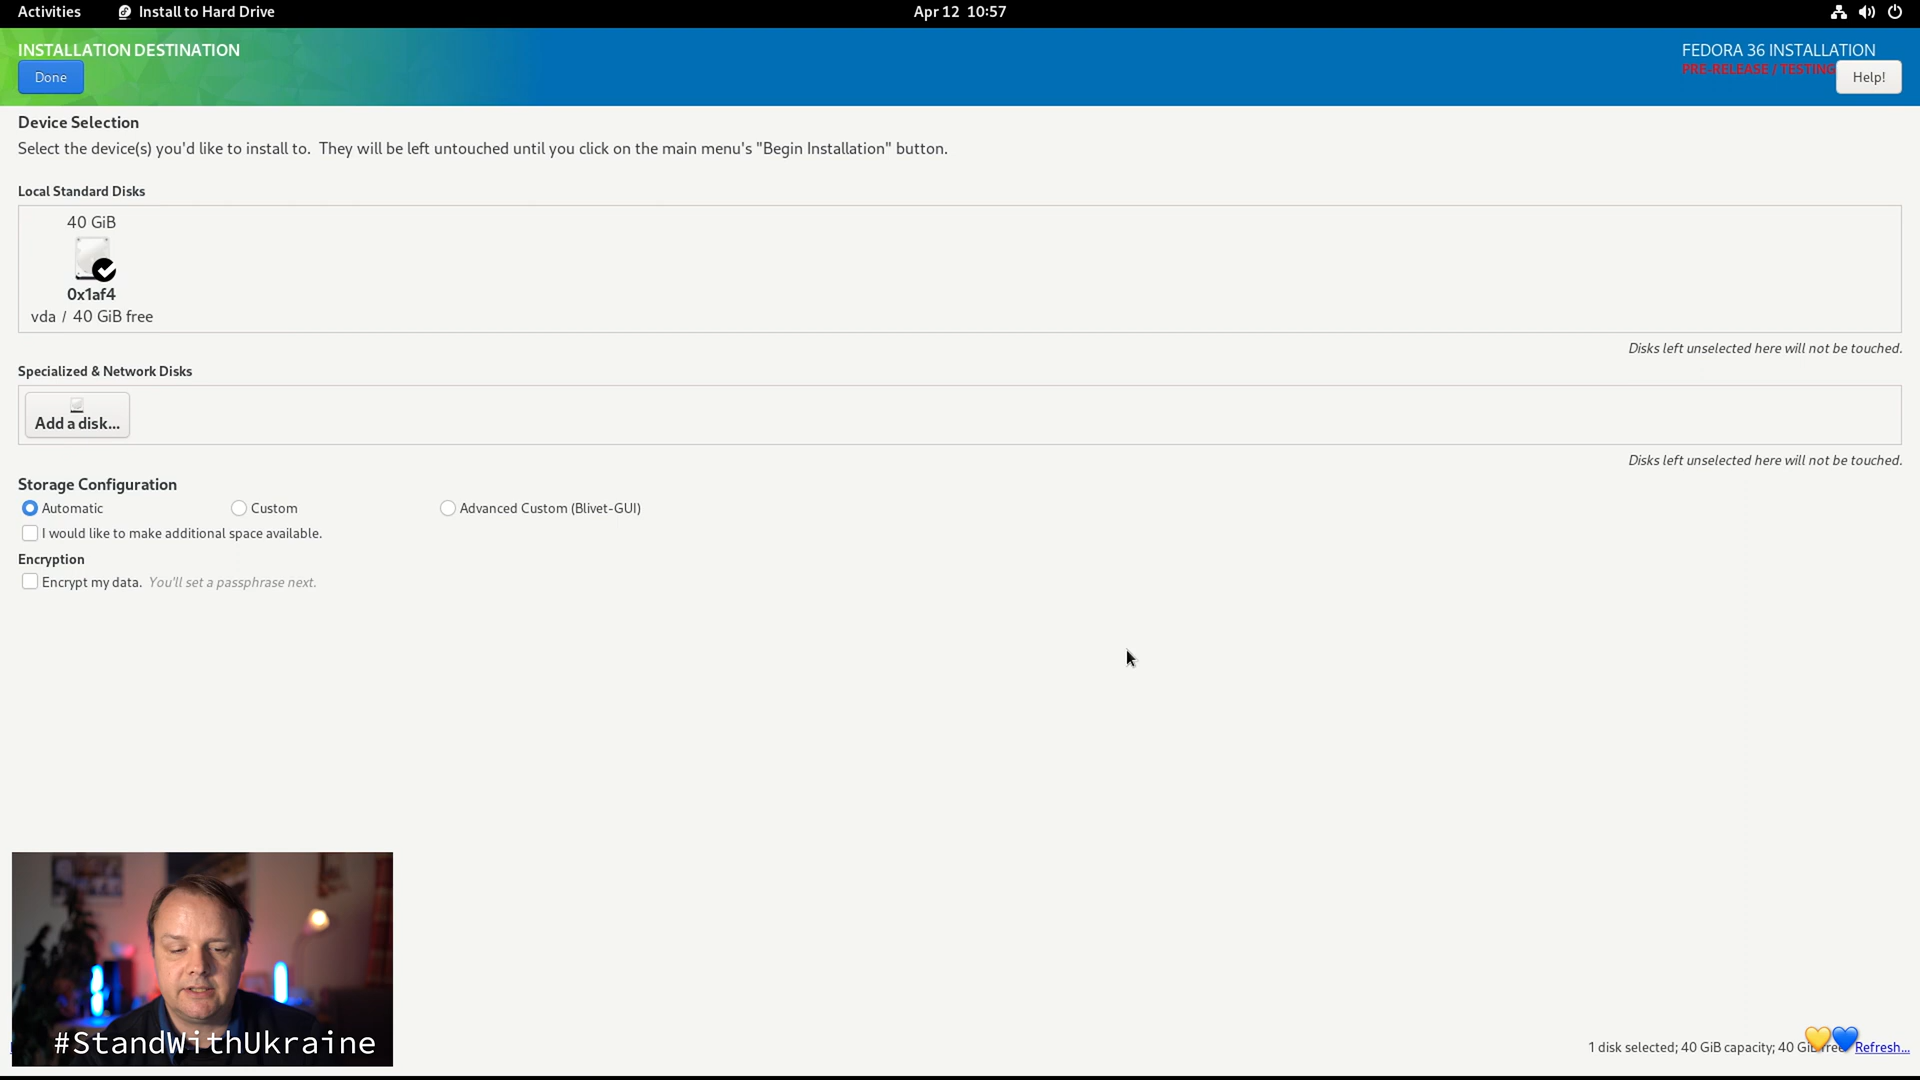 Activities Install to Hard Drive Apr 12 10:57
INSTALLATION DESTINATION
FEDORA 36 INSTALLATION
Done
PRE-RELEASE / TESTING
Help!
Device Selection
Select the device(s) you'd like to install to. They will be left untouched until you click on the main menu's "Begin Installation" button.
Local Standard Disks
40 GiB
0x1af4
vda / 40 GiB free
Disks left unselected here will not be touched.
Specialized & Network Disks
Add a disk...
Disks left unselected here will not be touched.
Storage Configuration
Automatic Custom Advanced Custom (Blivet-GUI)
I would like to make additional space available.
Encryption
Encrypt my data. You'll set a passphrase next.
#StandWithUkraine
1 disk selected; 40 GiB capacity; 40 GiB free Refresh...